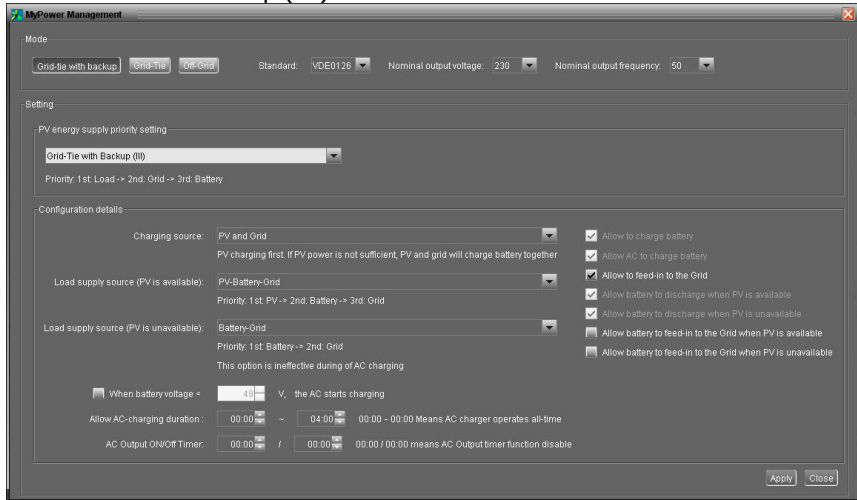 MyPower Management
Mode
Grid-tie with backup Grid-Tie Off-Grid Standard: VDE0126 Nominal output voltage: 230 Nominal output frequency: 50
Setting
PV energy supply priority setting
Grid-Tie with Backup (III)
Priority: 1st: Load -> 2nd: Grid -> 3rd: Battery
Configuration details
Charging source: PV and Grid
PV charging first. If PV power is not sufficient, PV and grid will charge battery together
Load supply source (PV is available): PV-Battery-Grid
Priority: 1st: PV -> 2nd: Battery -> 3rd: Grid
Load supply source (PV is unavailable): Battery-Grid
Priority: 1st: Battery -> 2nd: Grid
This option is ineffective during of AC charging
When battery voltage < 48 V, the AC starts charging
Allow AC-charging duration : 00:00 ~ 04:00 00:00 - 00:00 Means AC charger operates all-time
AC Output ON/Off Timer: 00:00 / 00:00 00:00 / 00:00 means AC Output timer function disable
Allow to charge battery
Allow AC to charge battery
Allow to feed-in to the Grid
Allow battery to discharge when PV is available
Allow battery to discharge when PV is unavailable
Allow battery to feed-in to the Grid when PV is available
Allow battery to feed-in to the Grid when PV is unavailable
Apply Close